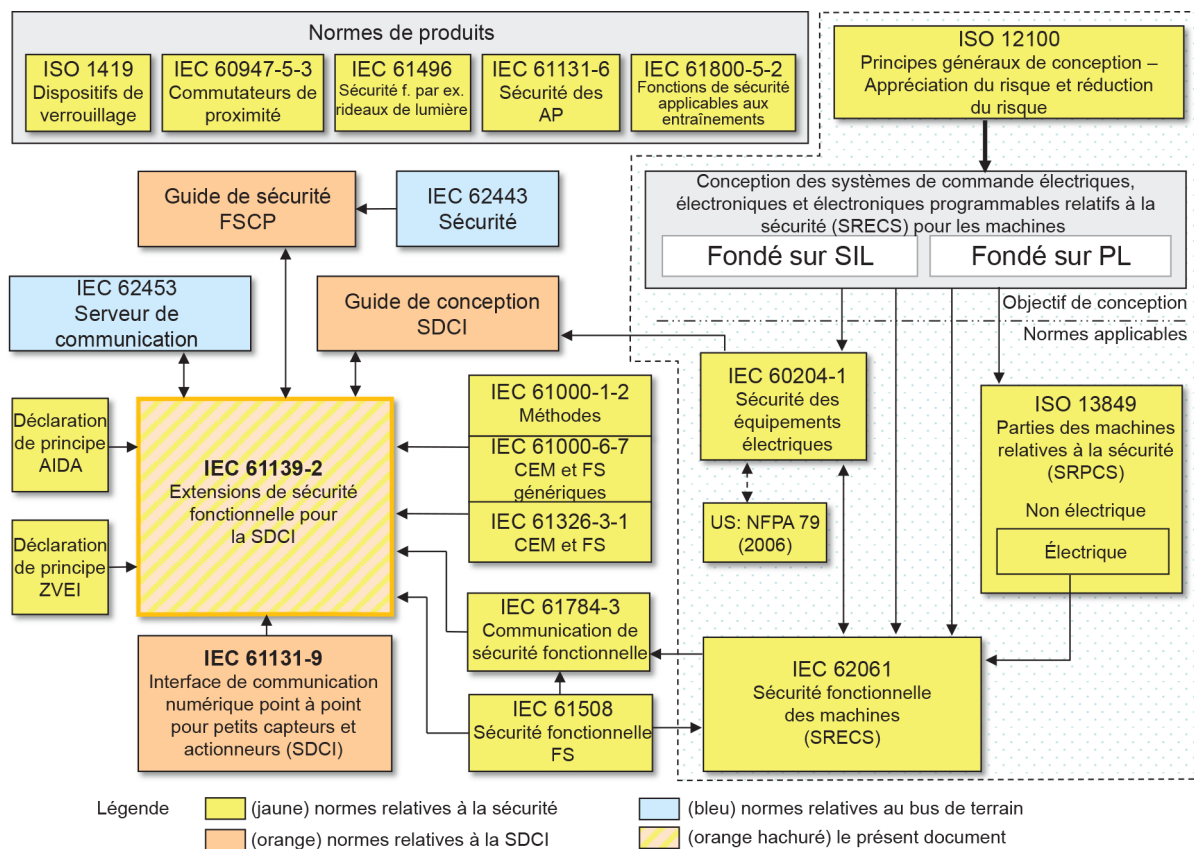 Normes de produits
ISO 1419
Dispositifs de
verrouillage
IEC 60947-5-3
Commutateurs de
proximité
IEC 61496
Sécurité f. par ex.
rideaux de lumière
IEC 61131-6
Sécurité des
AP
IEC 61800-5-2
Fonctions de sécurité
applicables aux
entraînements
ISO 12100
Principes généraux de conception –
Appréciation du risque et réduction
du risque
Guide de sécurité
FSCP
IEC 62443
Sécurité
Conception des systèmes de commande électriques,
électroniques et électroniques programmables relatifs à la
sécurité (SRECS) pour les machines
Fondé sur SIL
Fondé sur PL
Objectif de conception
Normes applicables
IEC 62453
Serveur de
communication
Guide de conception
SDCI
IEC 60204-1
Sécurité des
équipements
électriques
ISO 13849
Parties des machines
relatives à la sécurité
(SRPCS)
Non électrique
Électrique
IEC 61000-1-2
Méthodes
IEC 61000-6-7
CEM et FS
génériques
IEC 61326-3-1
CEM et FS
US: NFPA 79
(2006)
Déclaration
de principe
AIDA
IEC 61139-2
Extensions de sécurité
fonctionnelle pour
la SDCI
Déclaration
de principe
ZVEI
IEC 61784-3
Communication de
sécurité fonctionnelle
IEC 61131-9
Interface de communication
numérique point à point
pour petits capteurs et
actionneurs (SDCI)
IEC 61508
Sécurité fonctionnelle
FS
IEC 62061
Sécurité fonctionnelle
des machines
(SRECS)
Légende
(jaune) normes relatives à la sécurité
(bleu) normes relatives au bus de terrain
(orange) normes relatives à la SDCI
(orange hachuré) le présent document